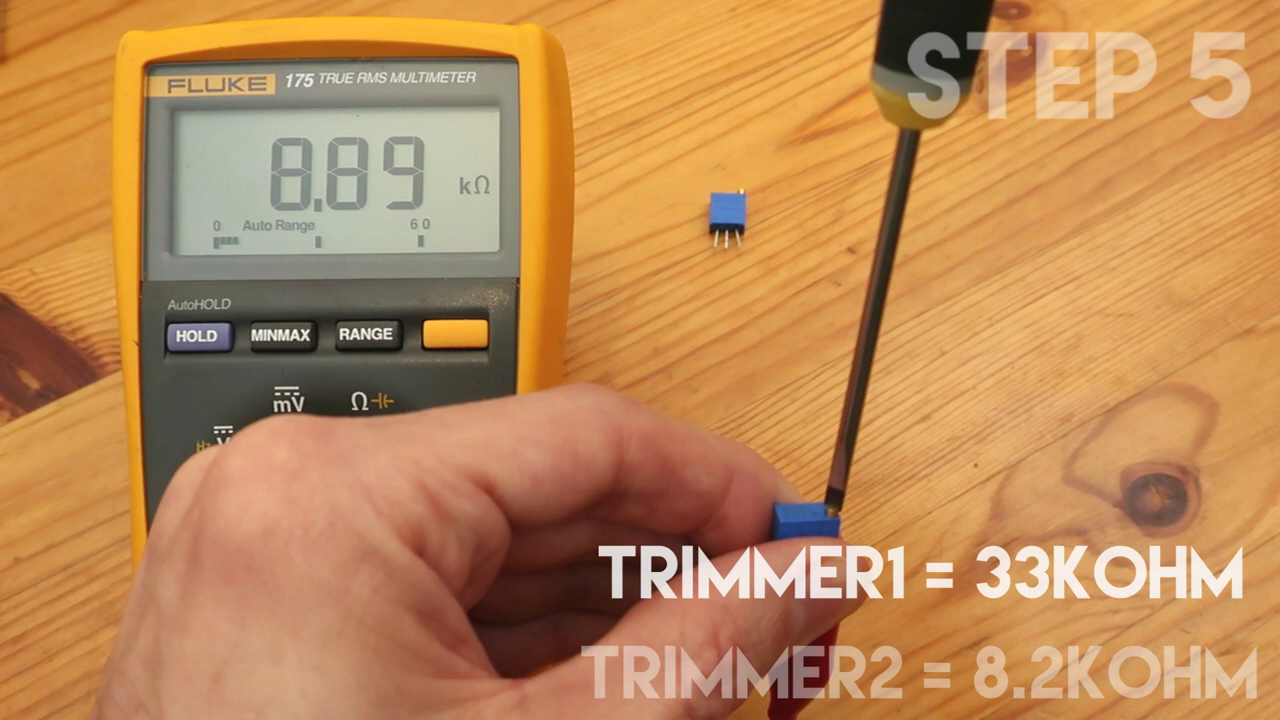 STEP 5
FLUKE 175 TRUE RMS MULTIMETER
8.89 kΩ
0 Auto Range 60
AutoHOLD
HOLD MINMAX RANGE
mV Ω
Hz V
TRIMMER1 = 33KOHM
TRIMMER2 = 8.2KOHM